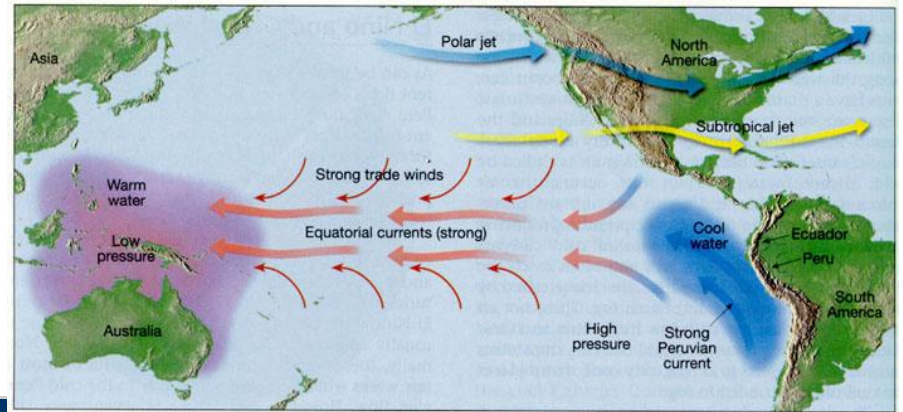 Asia
Polar jet
North
America
Subtropical jet
Strong trade winds
Warm
water
Equatorial currents (strong)
Low
pressure
Cool
water
Ecuador
Peru
South
America
Australia
High
pressure
Strong
Peruvian
current